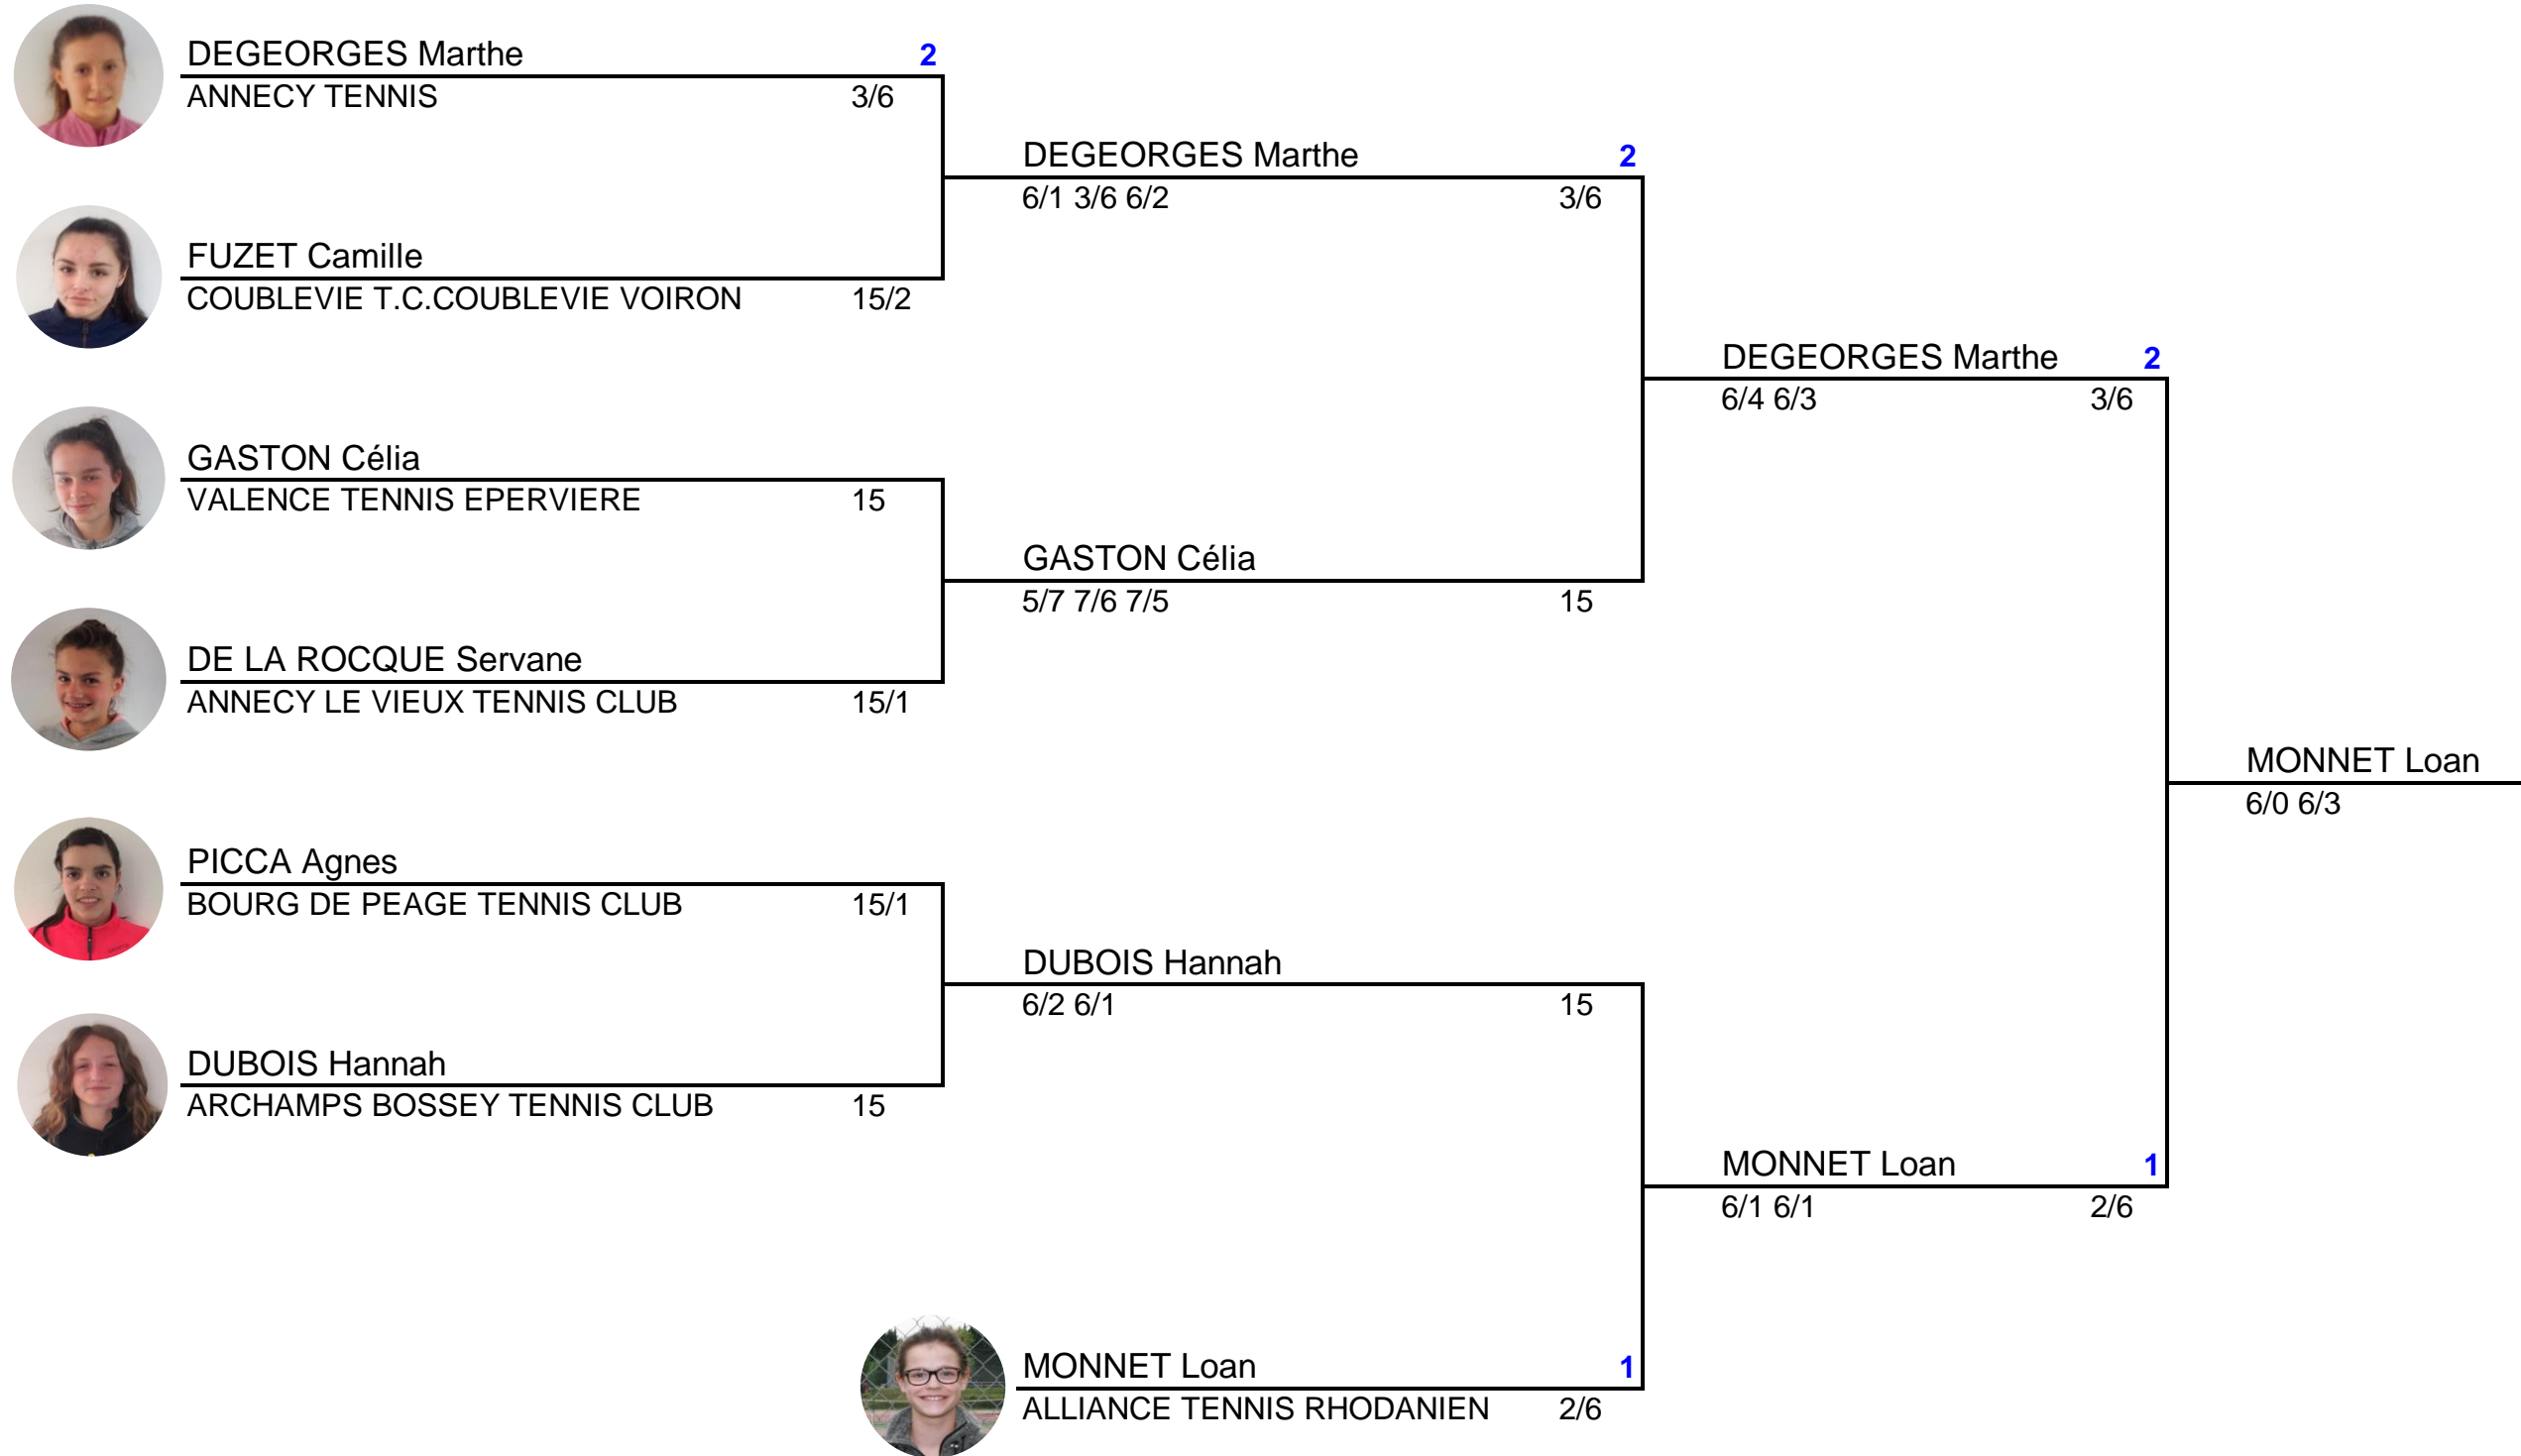 DEGEORGES Marthe 2
ANNECY TENNIS 3/6
DEGEORGES Marthe 2
6/1 3/6 6/2 3/6
FUZET Camille
COUBLEVIE T.C.COUBLEVIE VOIRON 15/2
DEGEORGES Marthe 2
6/4 6/3 3/6
GASTON Célia
VALENCE TENNIS EPERVIERE 15
GASTON Célia
5/7 7/6 7/5 15
DE LA ROCQUE Servane
ANNECY LE VIEUX TENNIS CLUB 15/1
MONNET Loan
6/0 6/3
PICCA Agnes
BOURG DE PEAGE TENNIS CLUB 15/1
DUBOIS Hannah
6/2 6/1 15
DUBOIS Hannah
ARCHAMPS BOSSEY TENNIS CLUB 15
MONNET Loan 1
6/1 6/1 2/6
MONNET Loan 1
ALLIANCE TENNIS RHODANIEN 2/6